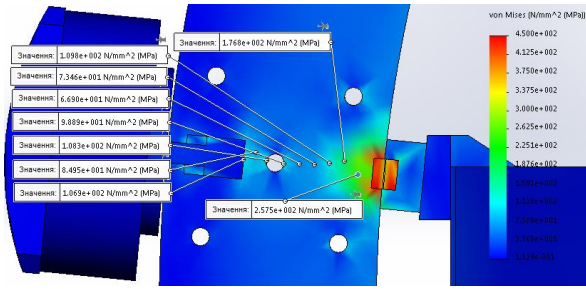 von Mises (N/mm^2 (MPa))
Значення: 1.768e+002 N/mm^2 (MPa)
Значення: 1.098e+002 N/mm^2 (MPa)
Значення: 7.346e+001 N/mm^2 (MPa)
Значення: 6.690e+001 N/mm^2 (MPa)
Значення: 9.889e+001 N/mm^2 (MPa)
Значення: 1.083e+002 N/mm^2 (MPa)
Значення: 8.495e+001 N/mm^2 (MPa)
Значення: 1.069e+002 N/mm^2 (MPa)
Значення: 2.575e+002 N/mm^2 (MPa)
4.500e+002
4.125e+002
3.750e+002
3.375e+002
3.000e+002
2.625e+002
2.251e+002
1.876e+002